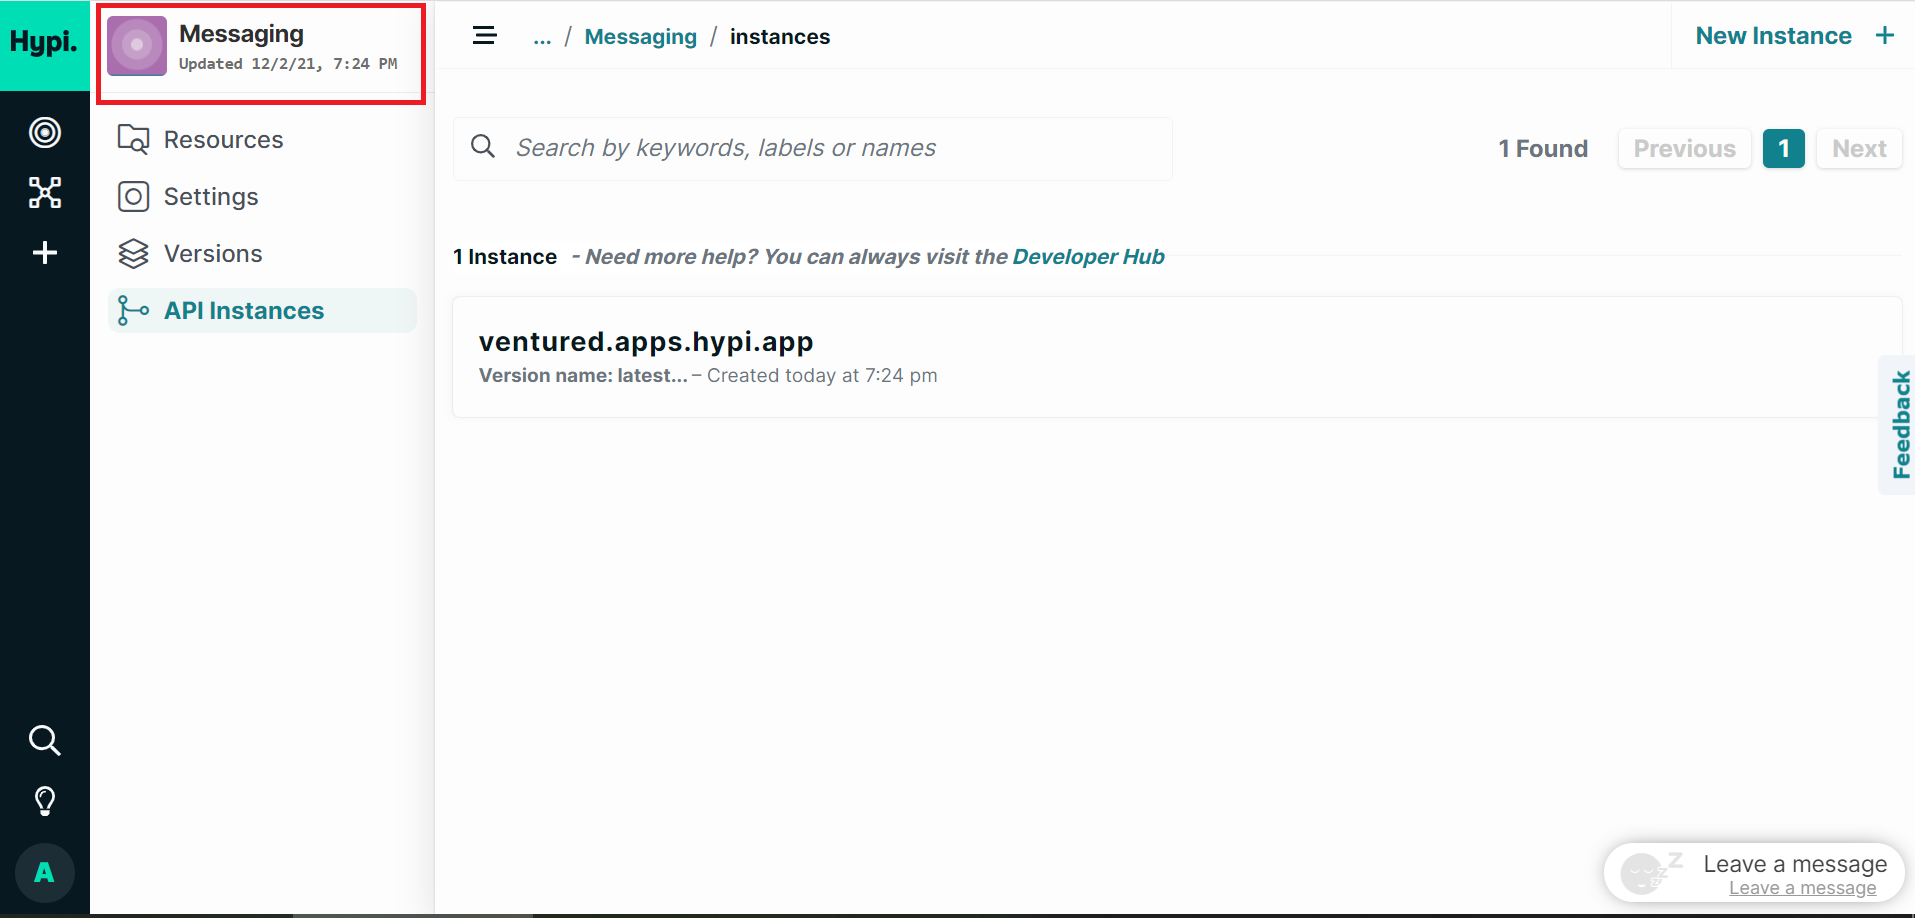 Hypi.
Messaging
Updated 12/2/21, 7:24 PM
Resources
Settings
Versions
API Instances
A
... / Messaging / instances
New Instance +
Search by keywords, labels or names
1 Found Previous 1 Next
1 Instance - Need more help? You can always visit the Developer Hub
ventured.apps.hypi.app
Version name: latest... – Created today at 7:24 pm
Feedback
z z z
Leave a message
Leave a message